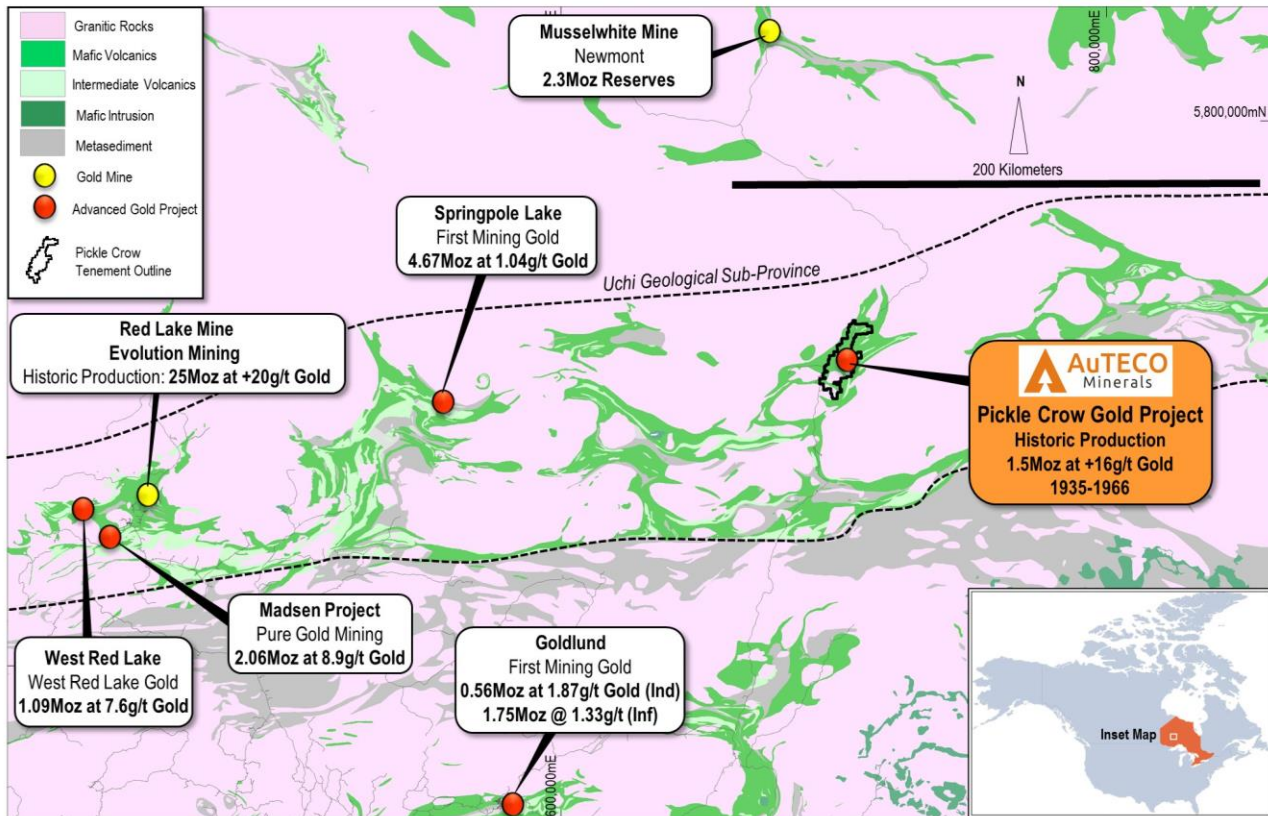 Granitic Rocks
Mafic Volcanics
Intermediate Volcanics
Mafic Intrusion
Metasediment
Gold Mine
Advanced Gold Project
Pickle Crow
Tenement Outline
Musselwhite Mine
Newmont
2.3Moz Reserves
800,000mE
N
5,800,000mN
200 Kilometers
Springpole Lake
First Mining Gold
4.67Moz at 1.04g/t Gold
Uchi Geological Sub-Province
Red Lake Mine
Evolution Mining
Historic Production: 25Moz at +20g/t Gold
AuTECO
Minerals
Pickle Crow Gold Project
Historic Production
1.5Moz at +16g/t Gold
1935-1966
Madsen Project
Pure Gold Mining
2.06Moz at 8.9g/t Gold
West Red Lake
West Red Lake Gold
1.09Moz at 7.6g/t Gold
Goldlund
First Mining Gold
0.56Moz at 1.87g/t Gold (Ind)
1.75Moz @ 1.33g/t (Inf)
600,000mE
Inset Map